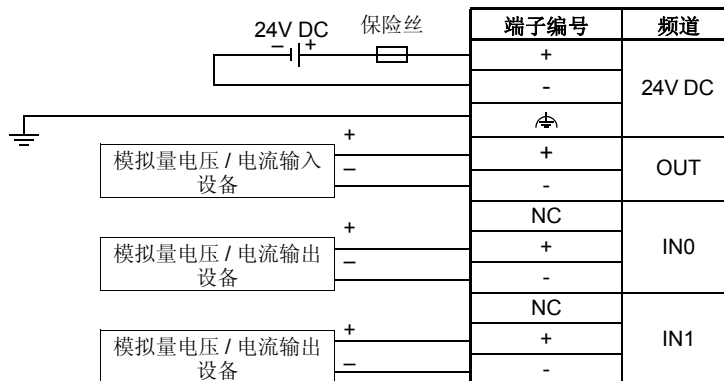 24V DC
保险丝
– +
端子编号 频道
+
-
24V DC
+
模拟量电压 / 电流输入
设备
–
+
-
OUT
NC
+
模拟量电压 / 电流输出
设备
–
+
-
IN0
NC
+
模拟量电压 / 电流输出
设备
–
+
-
IN1